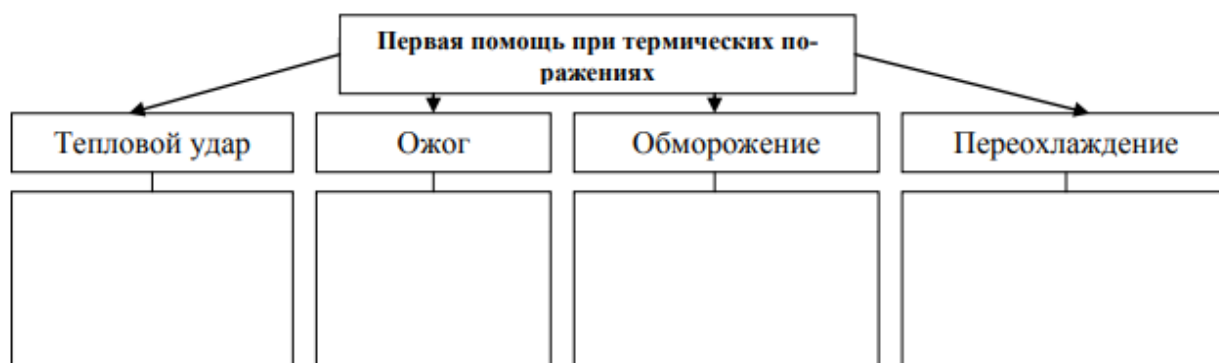 Первая помощь при термических по-
ражениях
Тепловой удар
Ожог
Обморожение
Переохлаждение